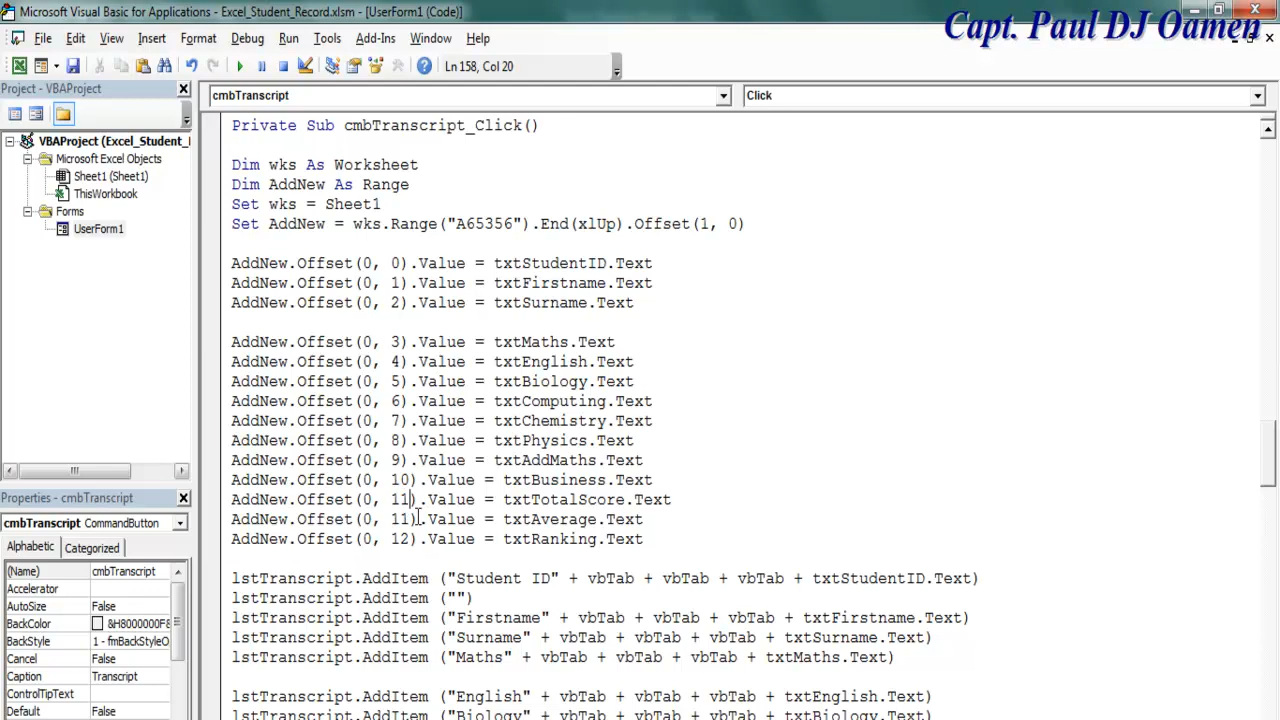 Microsoft Visual Basic for Applications - Excel_Student_Record.xlsm - [UserForm1 (Code)]
Capt. Paul DJ Oamen
File Edit View Insert Format Debug Run Tools Add-Ins Window Help
Ln 158, Col 20
Project - VBAProject
cmbTranscript Click
VBAProject (Excel_Student_
Microsoft Excel Objects
Sheet1 (Sheet1)
ThisWorkbook
Forms
UserForm1
Private Sub cmbTranscript_Click()
Dim wks As Worksheet
Dim AddNew As Range
Set wks = Sheet1
Set AddNew = wks.Range("A65356").End(xlUp).Offset(1, 0)
AddNew.Offset(0, 0).Value = txtStudentID.Text
AddNew.Offset(0, 1).Value = txtFirstname.Text
AddNew.Offset(0, 2).Value = txtSurname.Text
AddNew.Offset(0, 3).Value = txtMaths.Text
AddNew.Offset(0, 4).Value = txtEnglish.Text
AddNew.Offset(0, 5).Value = txtBiology.Text
AddNew.Offset(0, 6).Value = txtComputing.Text
AddNew.Offset(0, 7).Value = txtChemistry.Text
AddNew.Offset(0, 8).Value = txtPhysics.Text
AddNew.Offset(0, 9).Value = txtAddMaths.Text
AddNew.Offset(0, 10).Value = txtBusiness.Text
AddNew.Offset(0, 11).Value = txtTotalScore.Text
AddNew.Offset(0, 11).Value = txtAverage.Text
AddNew.Offset(0, 12).Value = txtRanking.Text
lstTranscript.AddItem ("Student ID" + vbTab + vbTab + vbTab + txtStudentID.Text)
lstTranscript.AddItem ("")
lstTranscript.AddItem ("Firstname" + vbTab + vbTab + vbTab + txtFirstname.Text)
lstTranscript.AddItem ("Surname" + vbTab + vbTab + vbTab + txtSurname.Text)
lstTranscript.AddItem ("Maths" + vbTab + vbTab + vbTab + txtMaths.Text)
lstTranscript.AddItem ("English" + vbTab + vbTab + vbTab + txtEnglish.Text)
lstTranscript.AddItem ("Biology" + vbTab + vbTab + vbTab + txtBiology.Text)
Properties - cmbTranscript
cmbTranscript CommandButton
Alphabetic Categorized
(Name) cmbTranscript
Accelerator
AutoSize False
BackColor &H8000000F&
BackStyle 1 - fmBackStyleO
Cancel False
Caption Transcript
ControlTipText
Default False